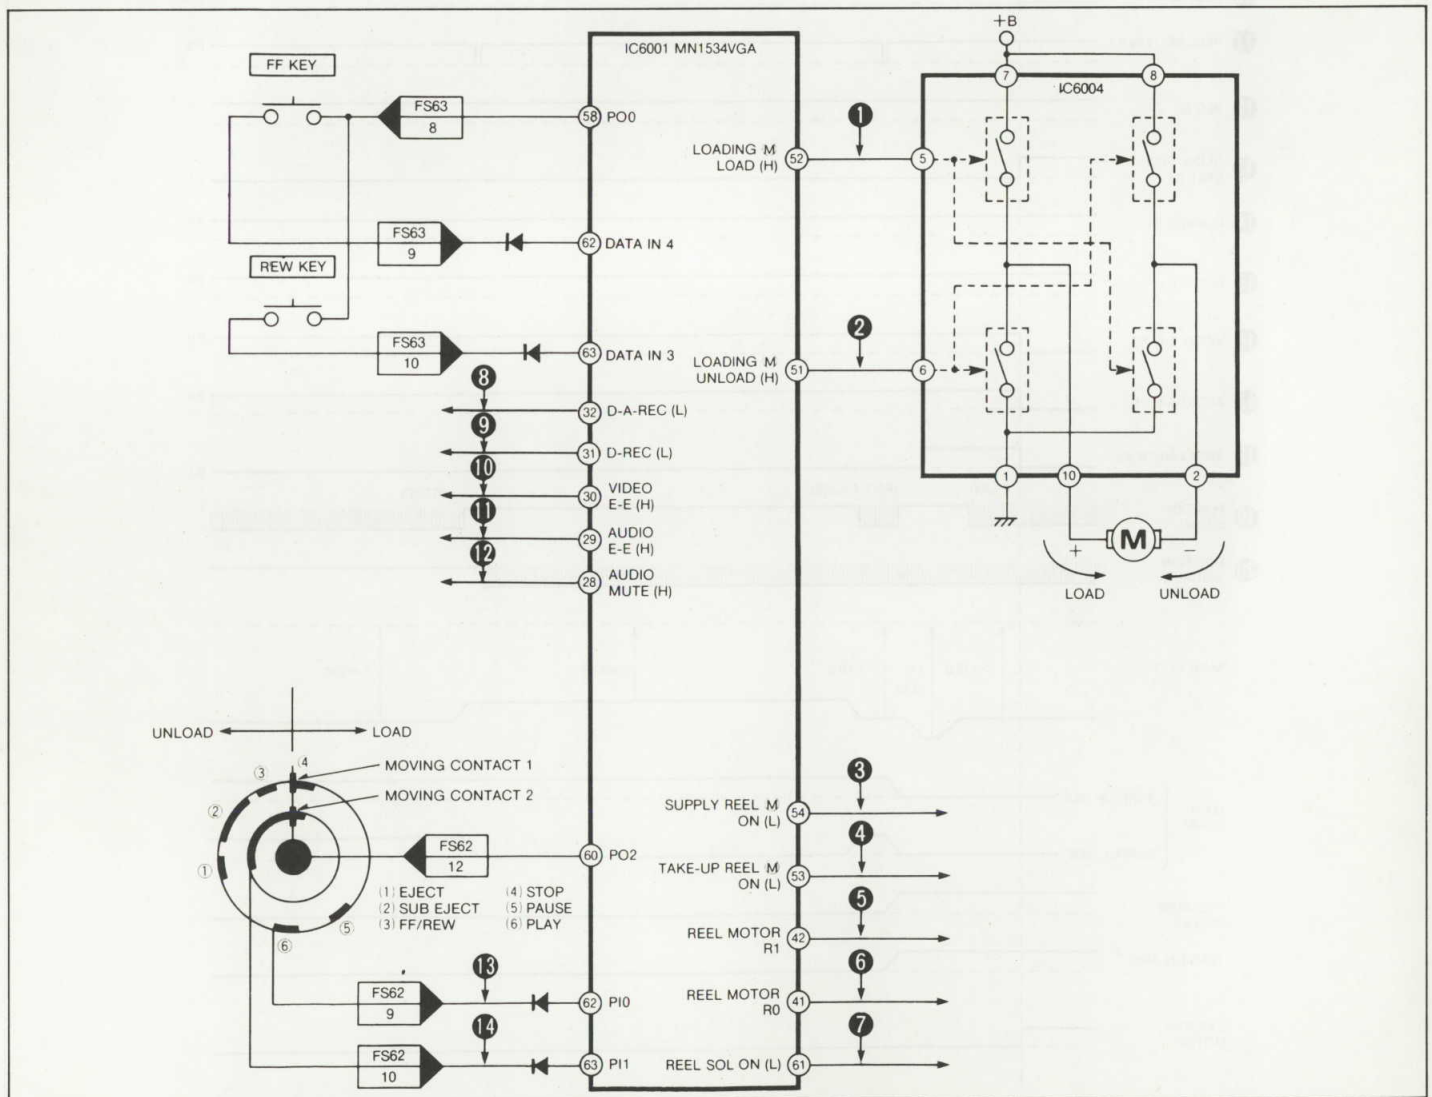 IC6001 MN1534VGA
FF KEY
FS63
8
58 PO0
FS63
9
62 DATA IN 4
REW KEY
FS63
10
63 DATA IN 3
8
32 D-A-REC (L)
9
31 D-REC (L)
10
30 VIDEO
E-E (H)
11
29 AUDIO
E-E (H)
12
28 AUDIO
MUTE (H)
LOADING M
LOAD (H)
52
1
5
LOADING M
UNLOAD (H)
51
2
6
+B
7
8
IC6004
1
10
2
+
M
−
LOAD
UNLOAD
UNLOAD
LOAD
(4)
(3)
(2)
(1)
(6)
(5)
MOVING CONTACT 1
MOVING CONTACT 2
FS62
12
60 PO2
(1) EJECT (4) STOP
(2) SUB EJECT (5) PAUSE
(3) FF/REW (6) PLAY
13
FS62
9
62 PI0
14
FS62
10
63 PI1
SUPPLY REEL M
ON (L)
54
3
TAKE-UP REEL M
ON (L)
53
4
REEL MOTOR
R1
42
5
REEL MOTOR
R0
41
6
REEL SOL ON (L)
61
7